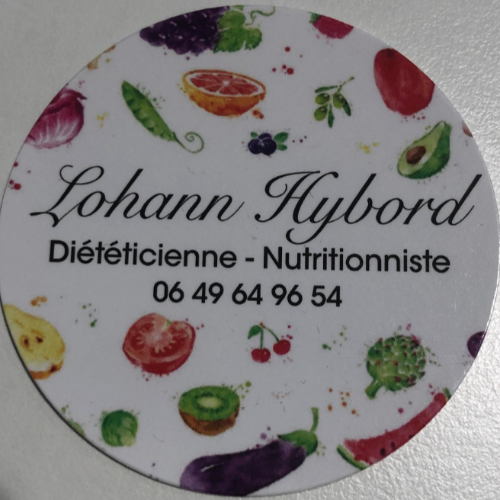 Lohann Hybord
Diététicienne - Nutritionniste
06 49 64 96 54